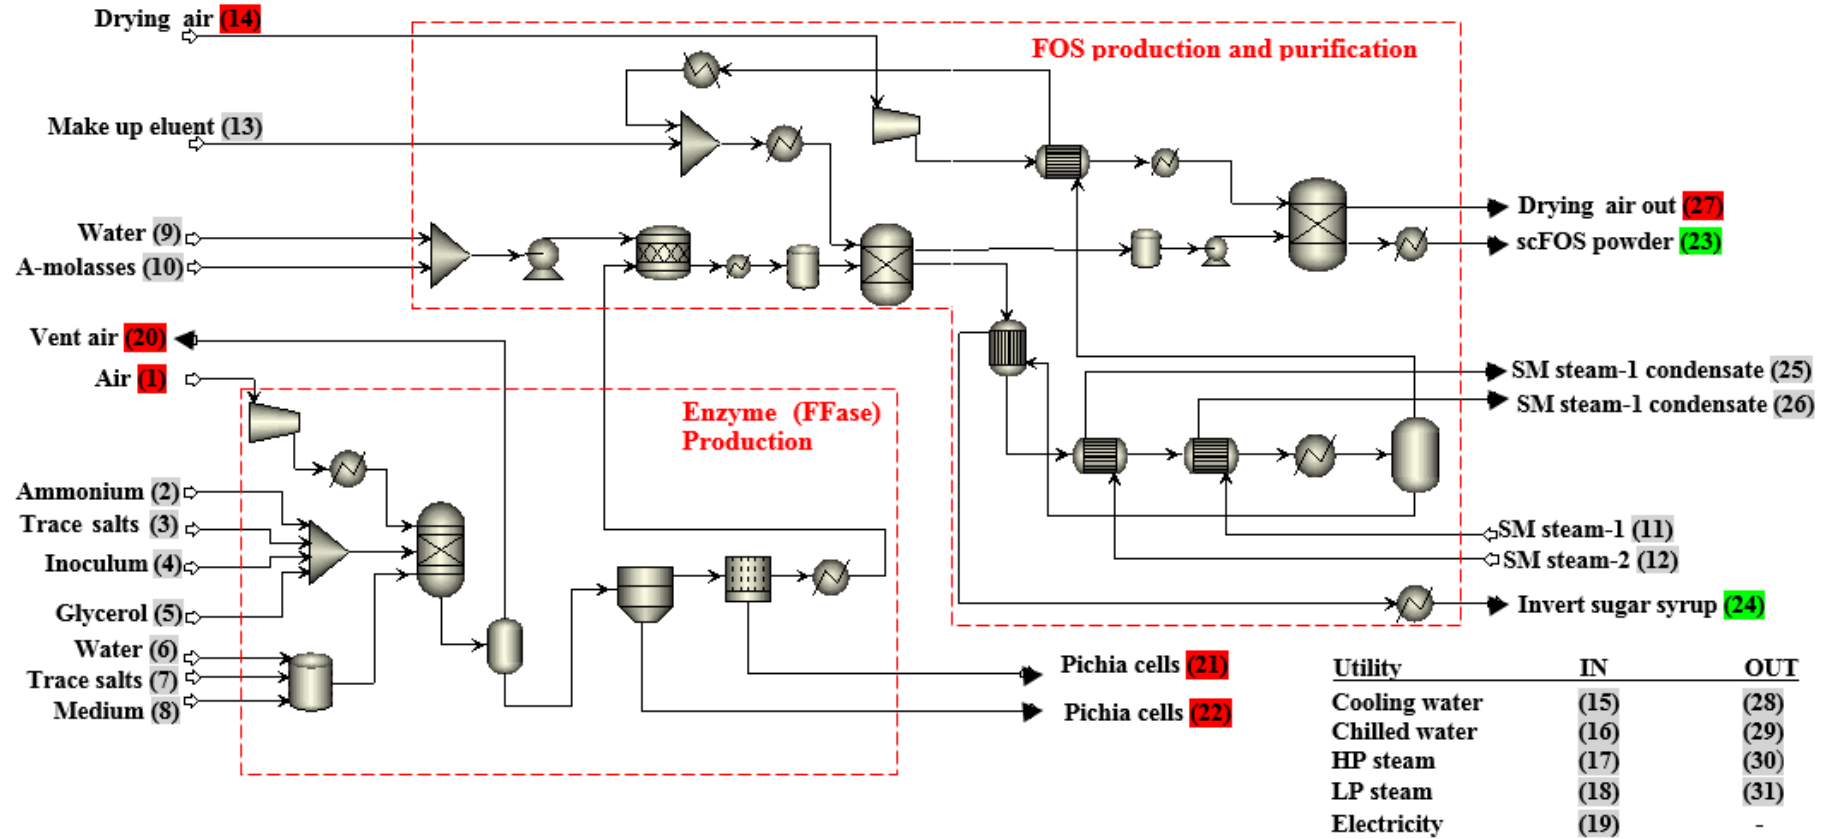 Drying air (14)
FOS production and purification
Make up eluent (13)
Water (9)
A-molasses (10)
Drying air out (27)
scFOS powder (23)
Vent air (20)
Air (1)
SM steam-1 condensate (25)
SM steam-1 condensate (26)
Enzyme (FFase)
Production
Ammonium (2)
Trace salts (3)
Inoculum (4)
Glycerol (5)
Water (6)
Trace salts (7)
Medium (8)
SM steam-1 (11)
SM steam-2 (12)
Invert sugar syrup (24)
Pichia cells (21)
Pichia cells (22)
Utility IN OUT
Cooling water (15) (28)
Chilled water (16) (29)
HP steam (17) (30)
LP steam (18) (31)
Electricity (19) -